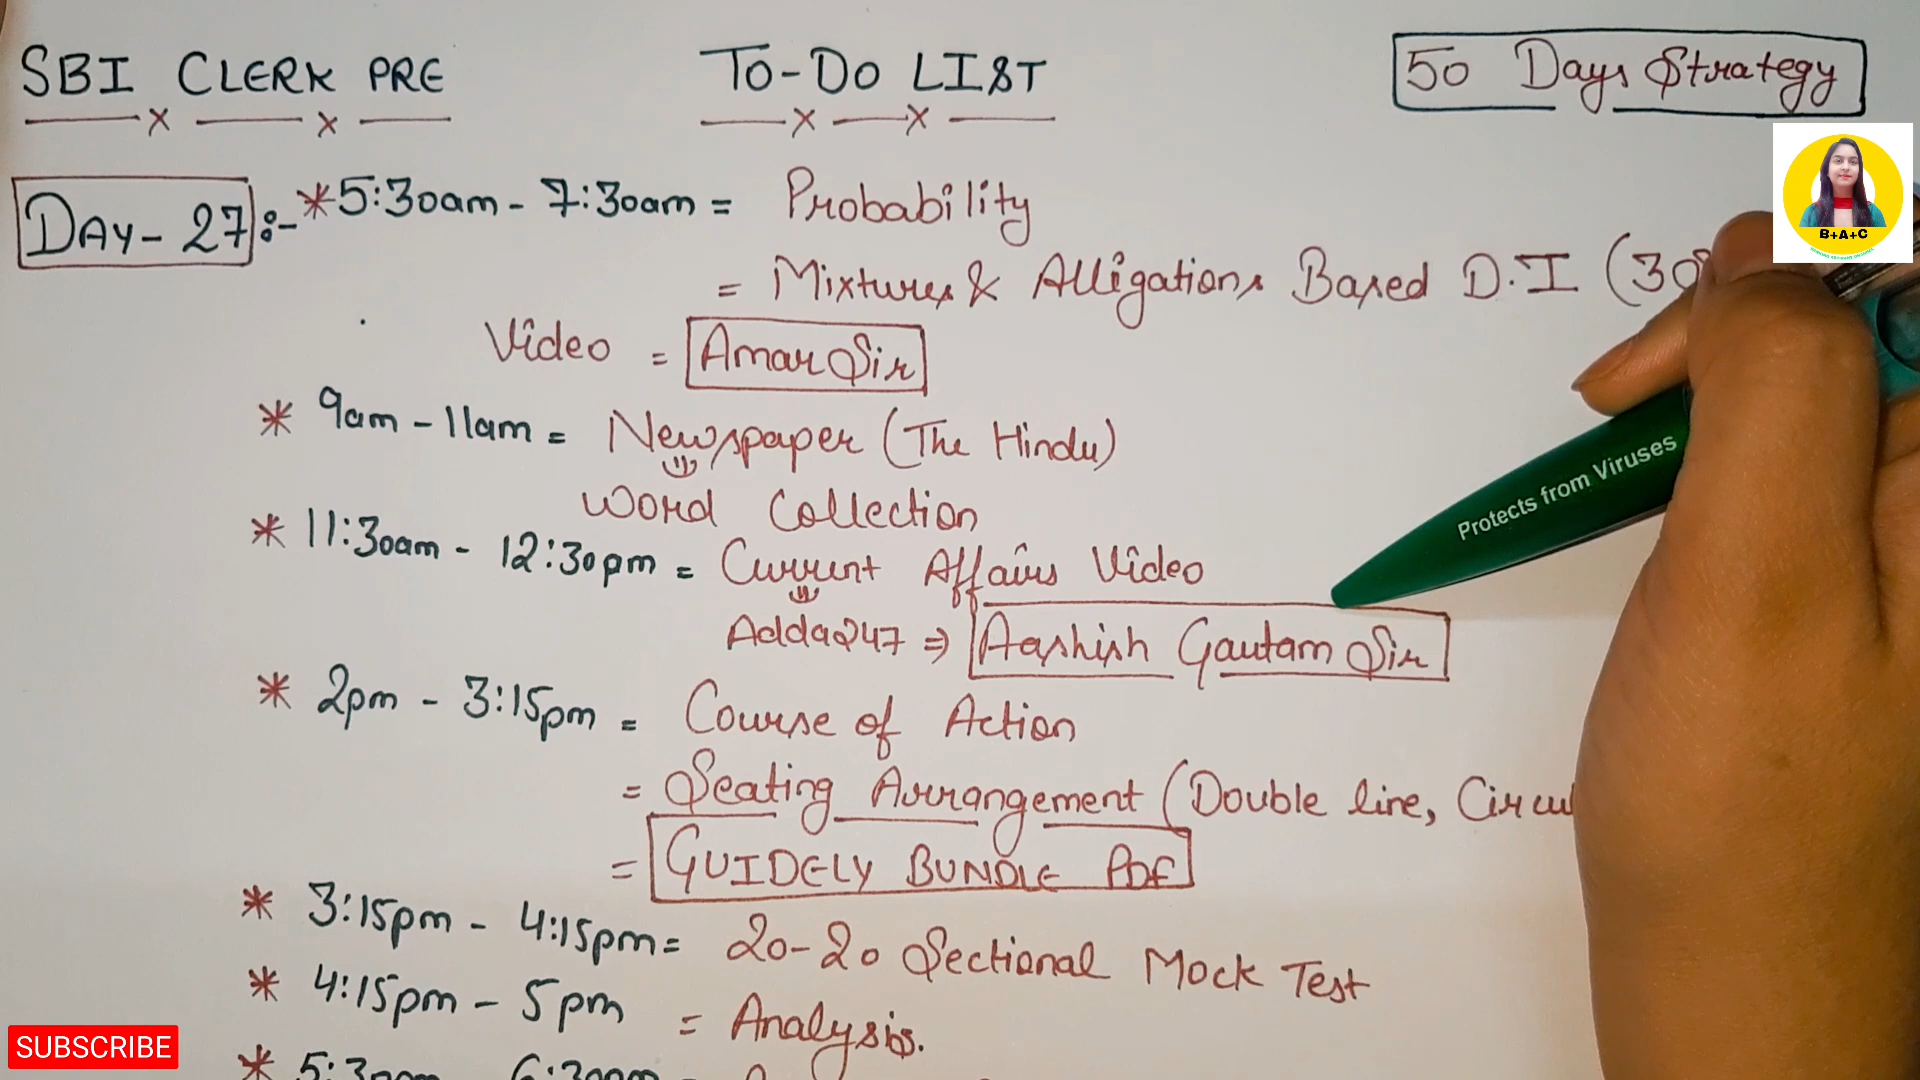 SBI CLERK PRE TO-DO LIST 50 Days Strategy
DAY-27:- *5:30am - 7:30am = Probability
B+A+C
= Mixtures & Alligations Based D.I (30
Video = Amar Sir
* 9am - 11am = Newspaper (The Hindu)
Word Collection
Protects from Viruses
* 11:30am - 12:30pm = Current Affairs Video
Adda247 ⇒ Aashish Gautam Sir
* 2pm - 3:15pm = Course of Action
= Seating Arrangement (Double line,
= GUIDELY BUNDLE PDF
* 3:15pm - 4:15pm = 20-20 Sectional Mock Test
* 4:15pm - 5pm = Analysis.
SUBSCRIBE